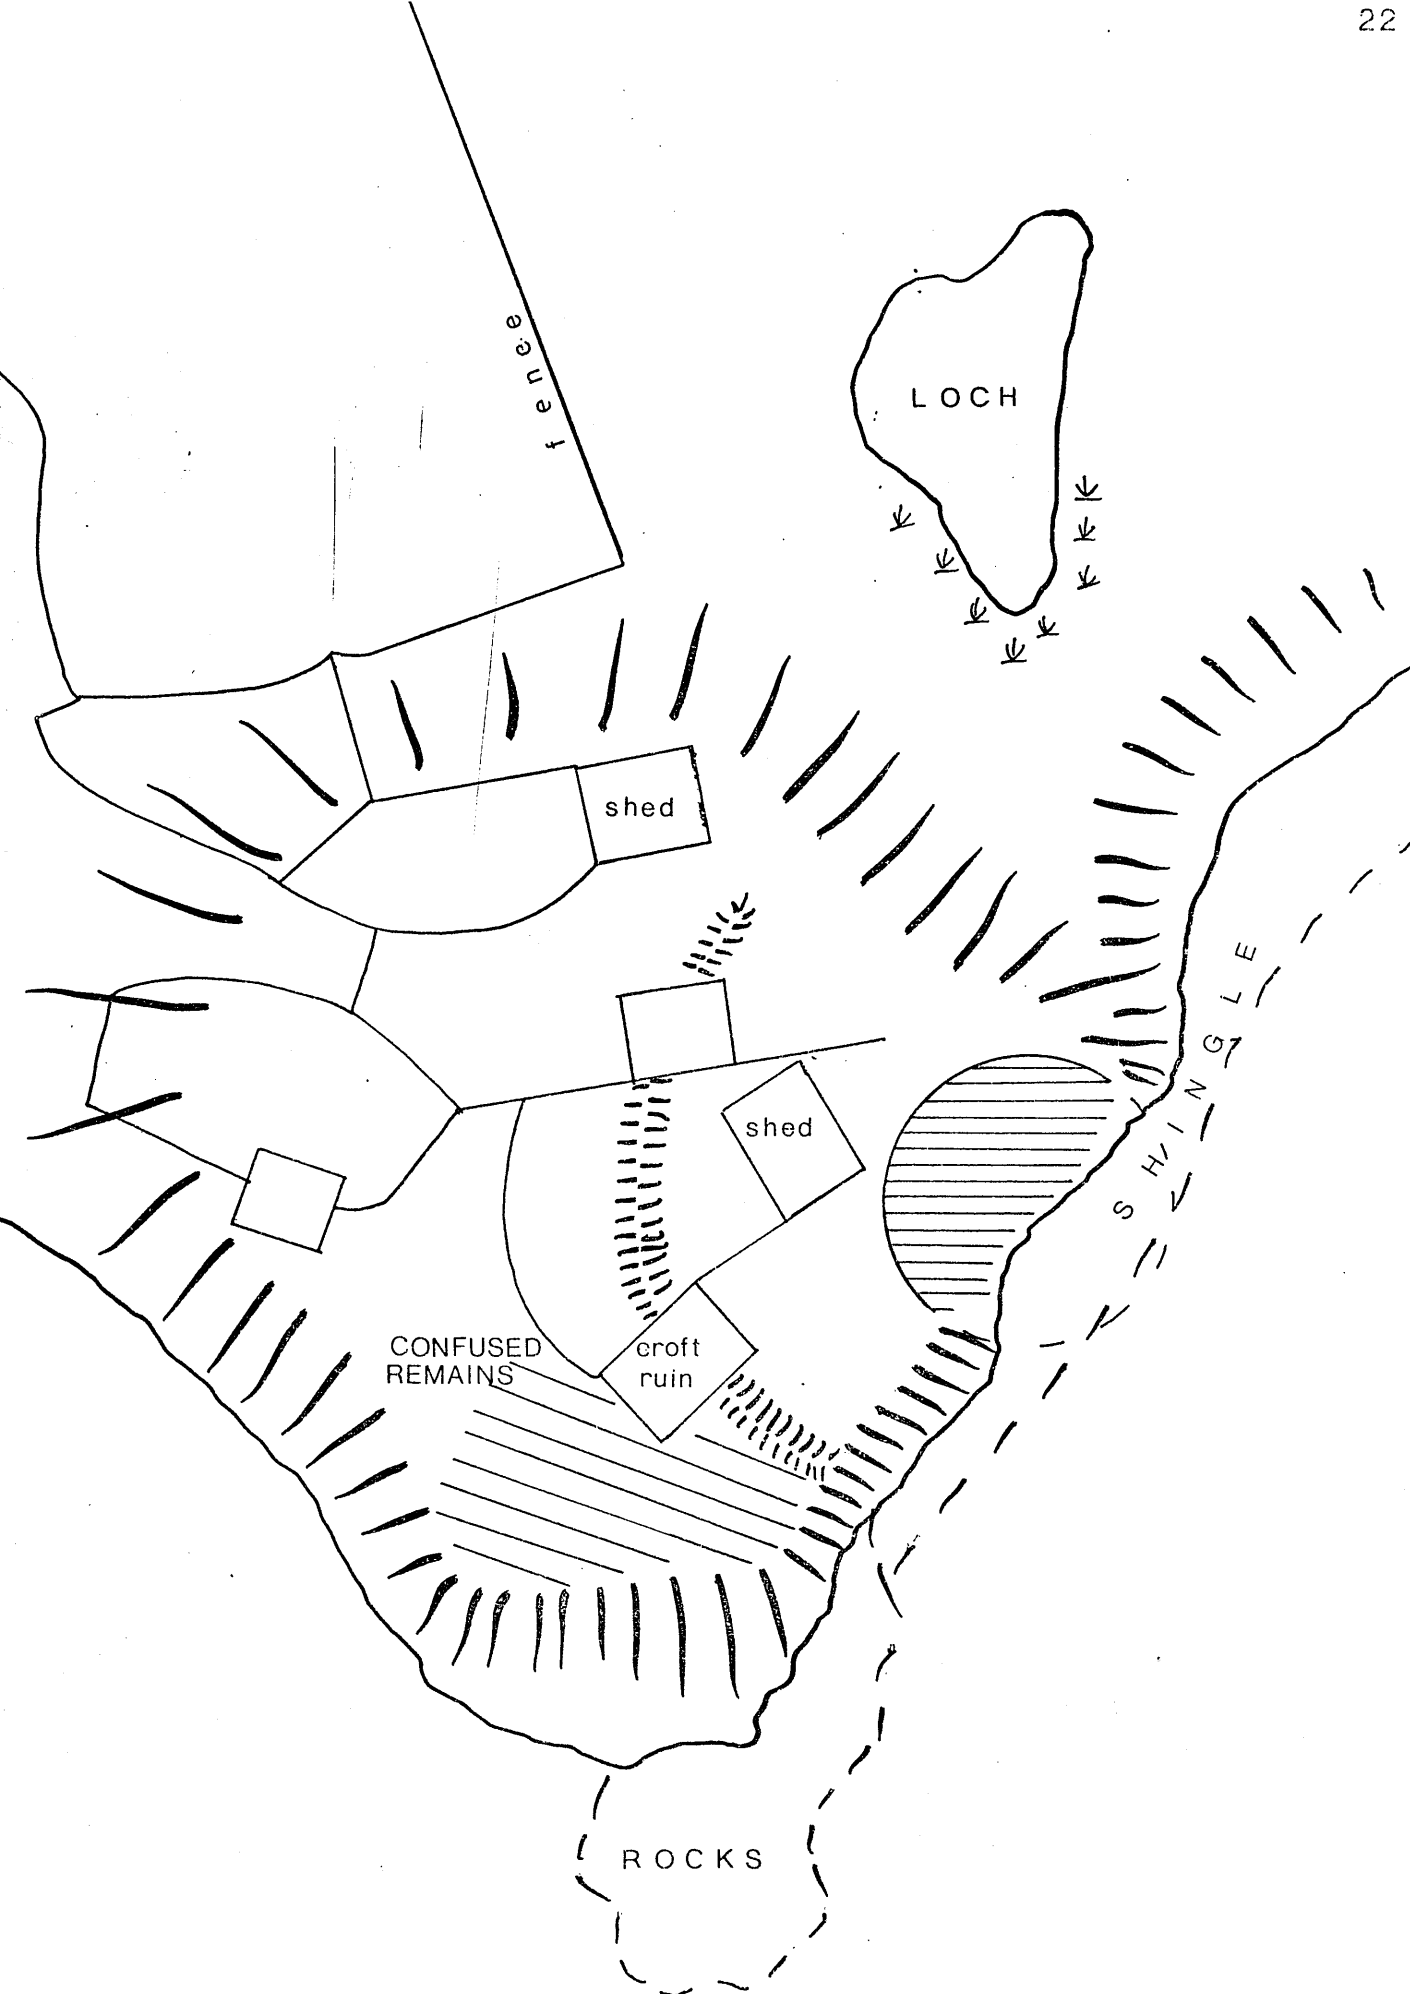 22
fence
LOCH
shed
SHINGLE
shed
CONFUSED
REMAINS
croft
ruin
ROCKS